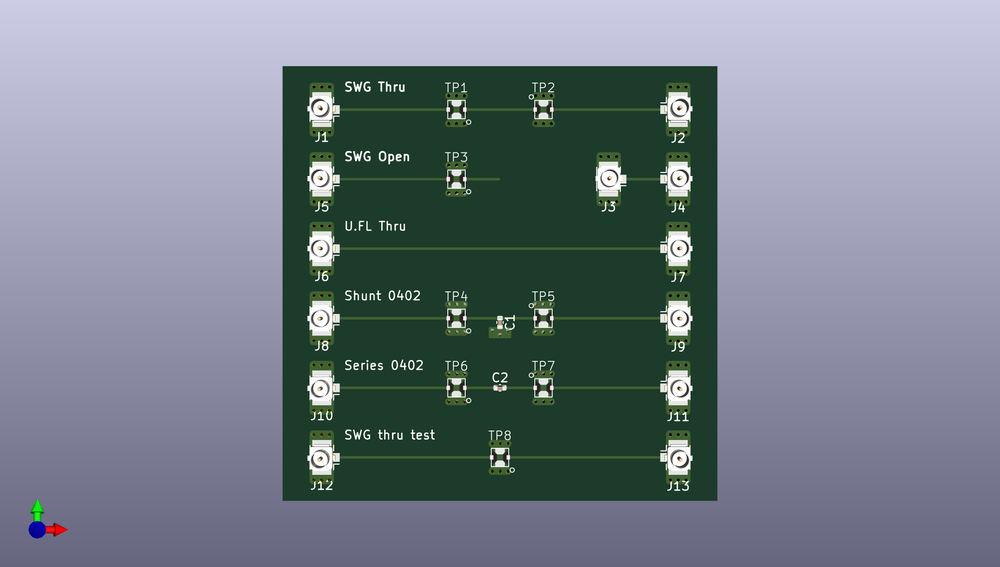 SWG Thru TP1 TP2
J1 J2
SWG Open TP3
J5 J3 J4
U.FL Thru
J6 J7
Shunt 0402 TP4 TP5
C1
J8 J9
Series 0402 TP6 TP7
C2
J10 J11
SWG thru test TP8
J12 J13